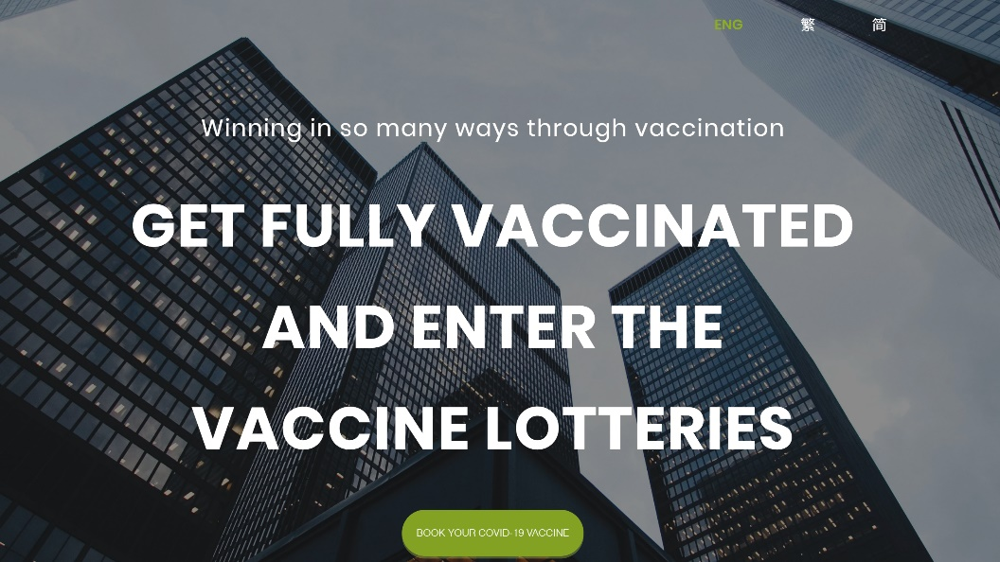 ENG 繁 简
Winning in so many ways through vaccination
GET FULLY VACCINATED
AND ENTER THE
VACCINE LOTTERIES
BOOK YOUR COVID-19 VACCINE